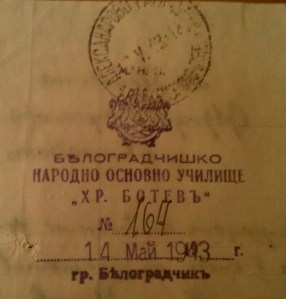 БѢЛОГРАДЧИШКО
НАРОДНО ОСНОВНО УЧИЛИЩЕ
„ХР. БОТЕВЪ"
№ 164
14 Май 1943 г.
гр. Бѣлоградчикъ